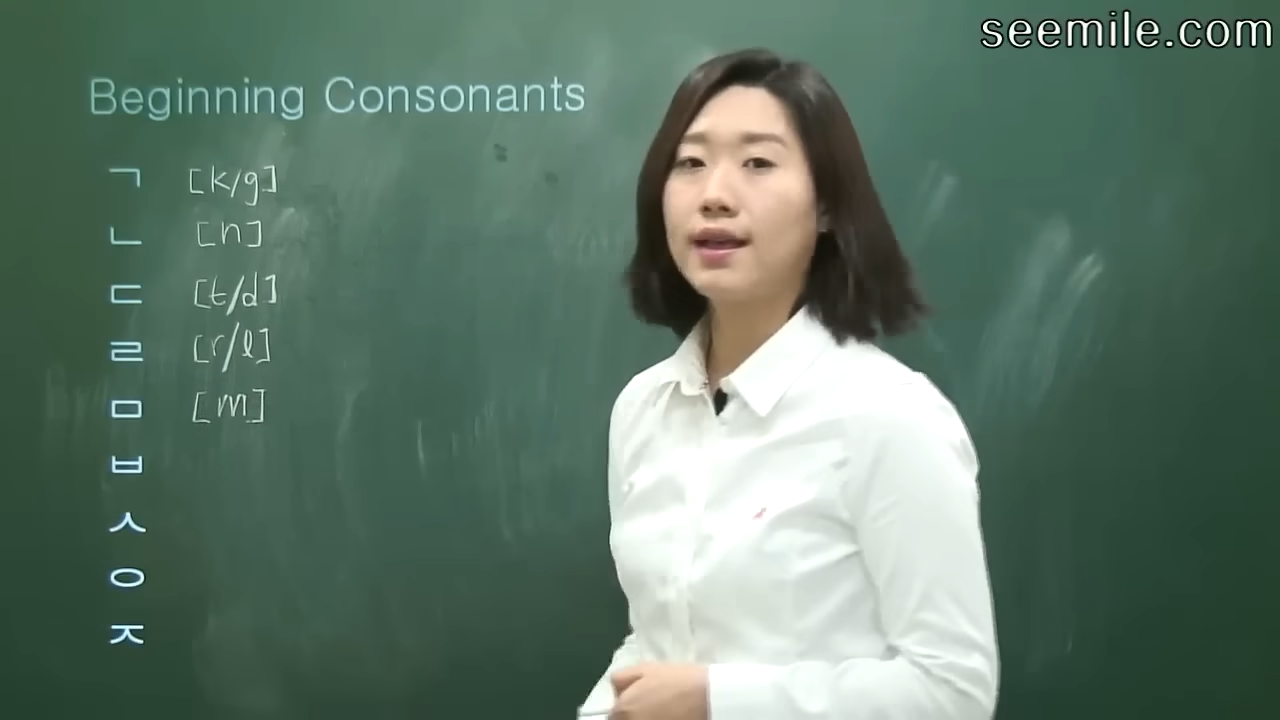 seemile.com
Beginning Consonants
ㄱ [k/g]
ㄴ [n]
ㄷ [t/d]
ㄹ [r/l]
ㅁ [m]
ㅂ
ㅅ
ㅇ
ㅈ